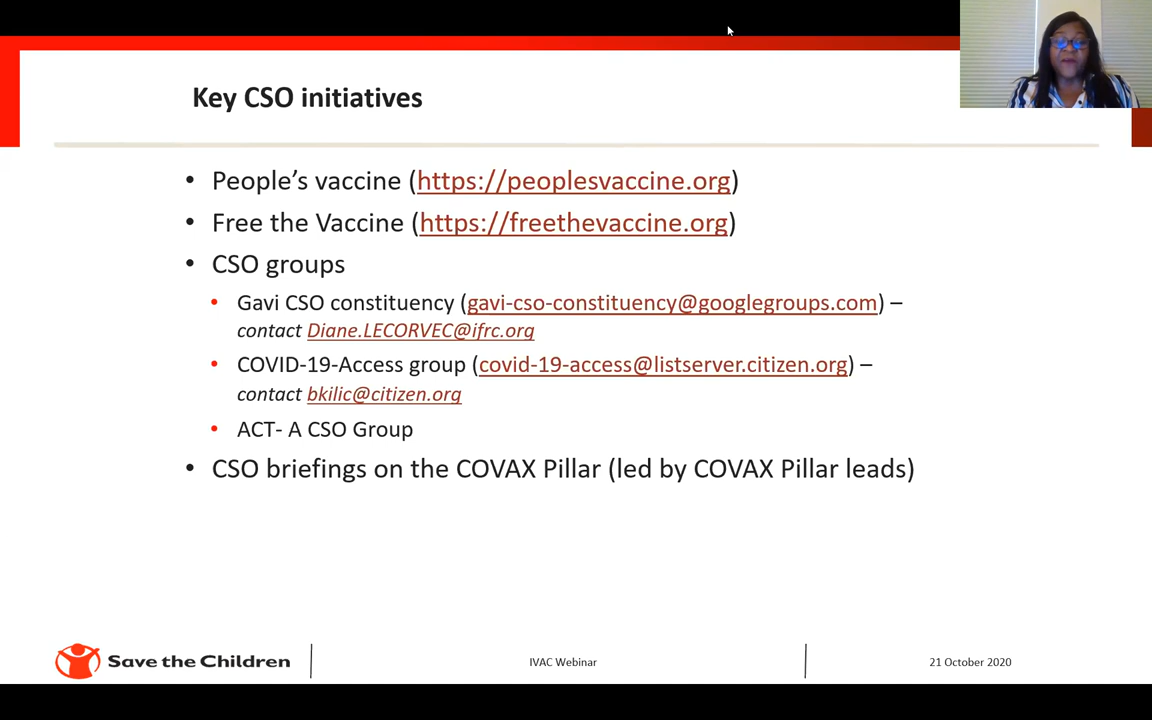 Key CSO initiatives
• People’s vaccine (https://peoplesvaccine.org)
• Free the Vaccine (https://freethevaccine.org)
• CSO groups
• Gavi CSO constituency (gavi-cso-constituency@googlegroups.com) –
contact Diane.LECORVEC@ifrc.org
• COVID-19-Access group (covid-19-access@listserver.citizen.org) –
contact bkilic@citizen.org
• ACT- A CSO Group
• CSO briefings on the COVAX Pillar (led by COVAX Pillar leads)
Save the Children
IVAC Webinar
21 October 2020